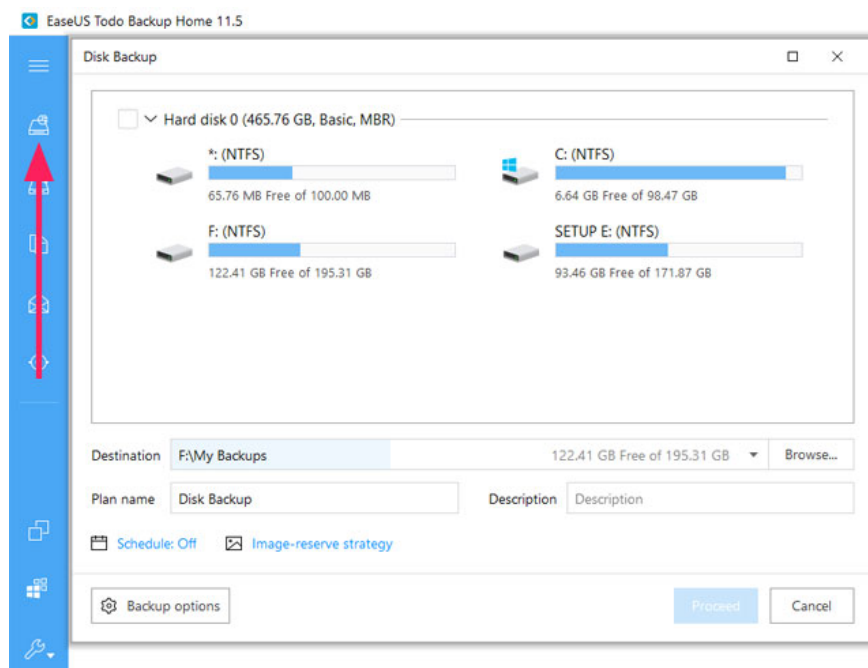 EaseUS Todo Backup Home 11.5
Disk Backup
Hard disk 0 (465.76 GB, Basic, MBR)
*: (NTFS)
65.76 MB Free of 100.00 MB
C: (NTFS)
6.64 GB Free of 98.47 GB
F: (NTFS)
122.41 GB Free of 195.31 GB
SETUP E: (NTFS)
93.46 GB Free of 171.87 GB
Destination F:\My Backups 122.41 GB Free of 195.31 GB Browse...
Plan name Disk Backup Description Description
Schedule: Off Image-reserve strategy
Backup options Proceed Cancel